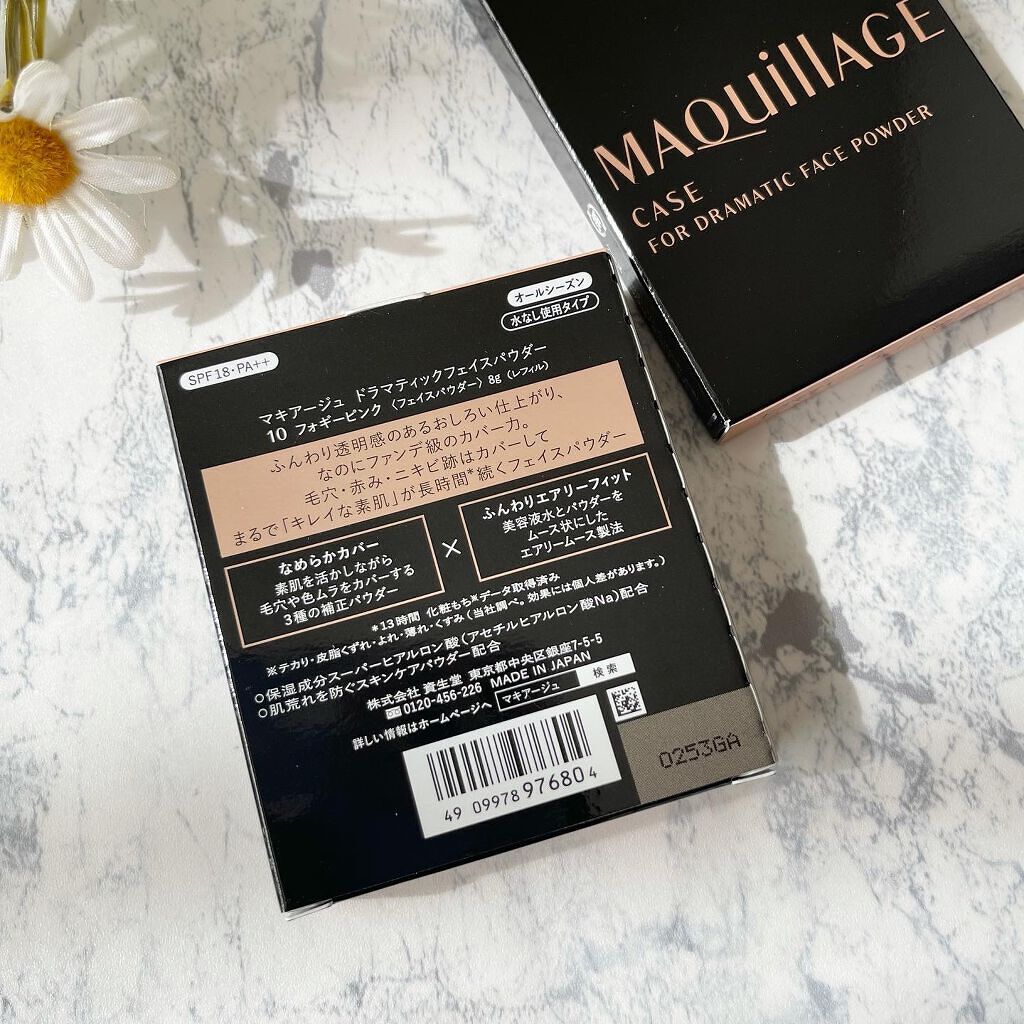 MAQuillAGE
CASE
FOR DRAMATIC FACE POWDER
オールシーズン
水なし使用タイプ
SPF18・PA++
マキアージュ ドラマティックフェイスパウダー
10 フォギーピンク〈フェイスパウダー〉8g(レフィル)
ふんわり透明感のあるおしろい仕上がり、
なのにファンデ級のカバー力。
毛穴・赤み・ニキビ跡はカバーして
まるで「キレイな素肌」が長時間*続くフェイスパウダー
なめらかカバー
素肌を活かしながら
毛穴や色ムラをカバーする
3種の補正パウダー
×
ふんわりエアリーフィット
美容液水とパウダーを
ムース状にした
エアリームース製法
*13時間 化粧もち※データ取得済み
※テカリ・皮脂くずれ・よれ・薄れ・くすみ(当社調べ。効果には個人差があります。)
○保湿成分スーパーヒアルロン酸(アセチルヒアルロン酸Na)配合
○肌荒れを防ぐスキンケアパウダー配合
株式会社 資生堂 東京都中央区銀座7-5-5
0120-456-226 MADE IN JAPAN
詳しい情報はホームページへ マキアージュ 検索
49 09978 97680 4
0253GA